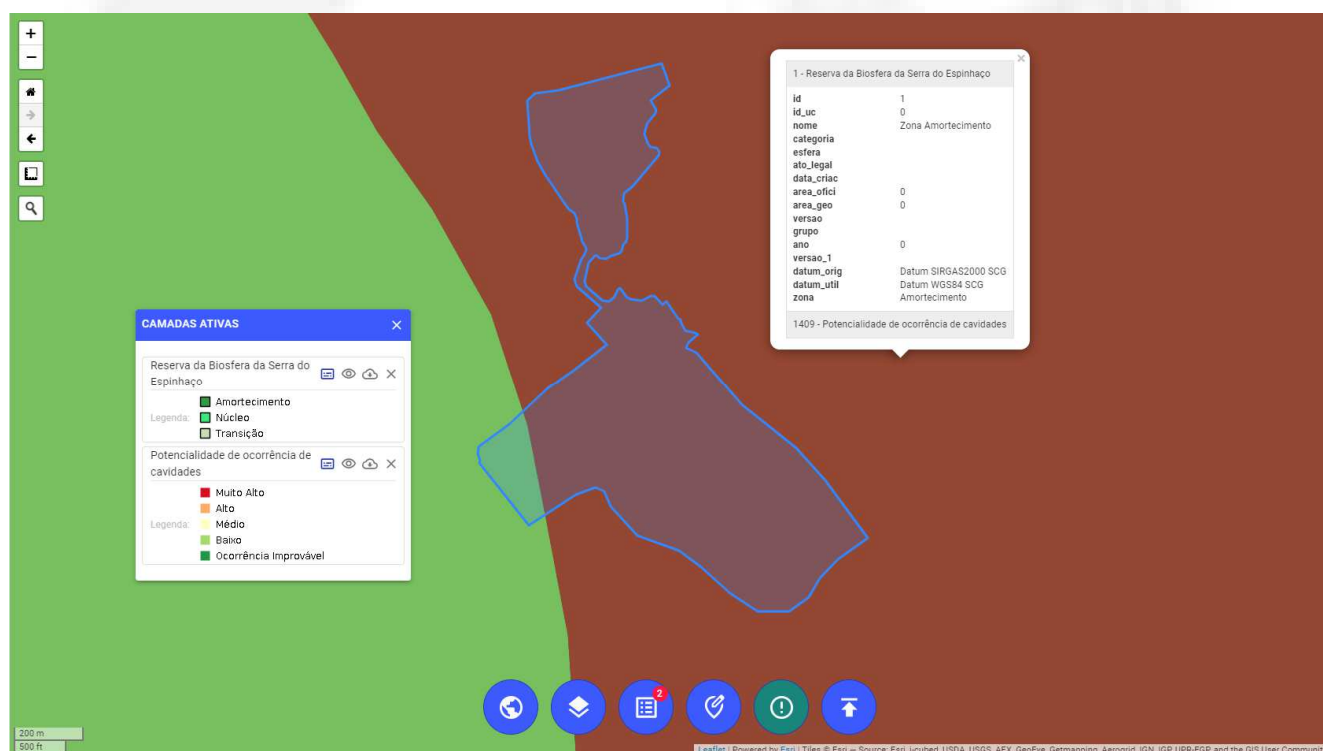 +
−
1 - Reserva da Biosfera da Serra do Espinhaço
id 1
id_uc 0
nome Zona Amortecimento
categoria
esfera
ato_legal
data_criac
area_ofici 0
area_geo 0
versao
grupo
ano 0
versao_1
datum_orig Datum SIRGAS2000 SCG
datum_util Datum WGS84 SCG
zona Amortecimento
1409 - Potencialidade de ocorrência de cavidades
CAMADAS ATIVAS
Reserva da Biosfera da Serra do
Espinhaço
Amortecimento
Legenda: Núcleo
Transição
Potencialidade de ocorrência de
cavidades
Muito Alto
Alto
Legenda: Médio
Baixo
Ocorrência Improvável
2
200 m
500 ft
Leaflet | Powered by Esri | Tiles © Esri — Source: Esri, i-cubed, USDA, USGS, AEX, GeoEye, Getmapping, Aerogrid, IGN, IGP, UPR-EGP, and the GIS User Communit